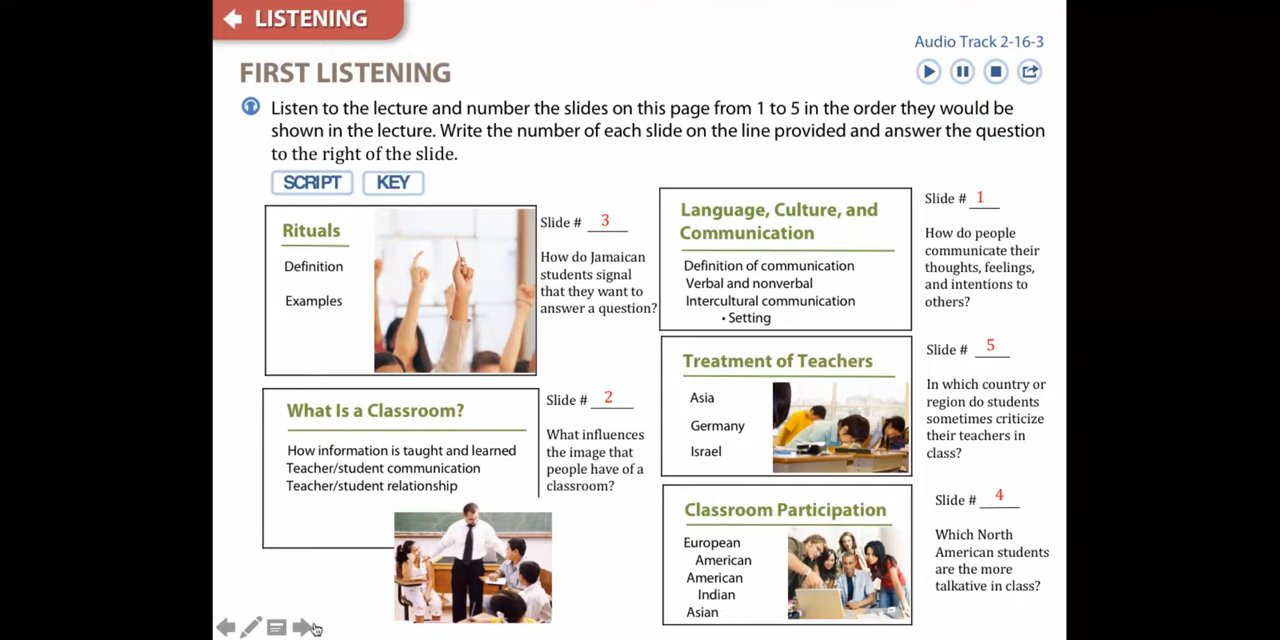 LISTENING
Audio Track 2-16-3
FIRST LISTENING
Listen to the lecture and number the slides on this page from 1 to 5 in the order they would be
shown in the lecture. Write the number of each slide on the line provided and answer the question
to the right of the slide.
SCRIPT
KEY
Rituals
Definition
Examples
Slide # 3
How do Jamaican
students signal
that they want to
answer a question?
What Is a Classroom?
How information is taught and learned
Teacher/student communication
Teacher/student relationship
Slide # 2
What influences
the image that
people have of a
classroom?
Language, Culture, and
Communication
Definition of communication
Verbal and nonverbal
Intercultural communication
• Setting
Slide # 1
How do people
communicate their
thoughts, feelings,
and intentions to
others?
Treatment of Teachers
Asia
Germany
Israel
Slide # 5
In which country or
region do students
sometimes criticize
their teachers in
class?
Classroom Participation
European
American
American
Indian
Asian
Slide # 4
Which North
American students
are the more
talkative in class?